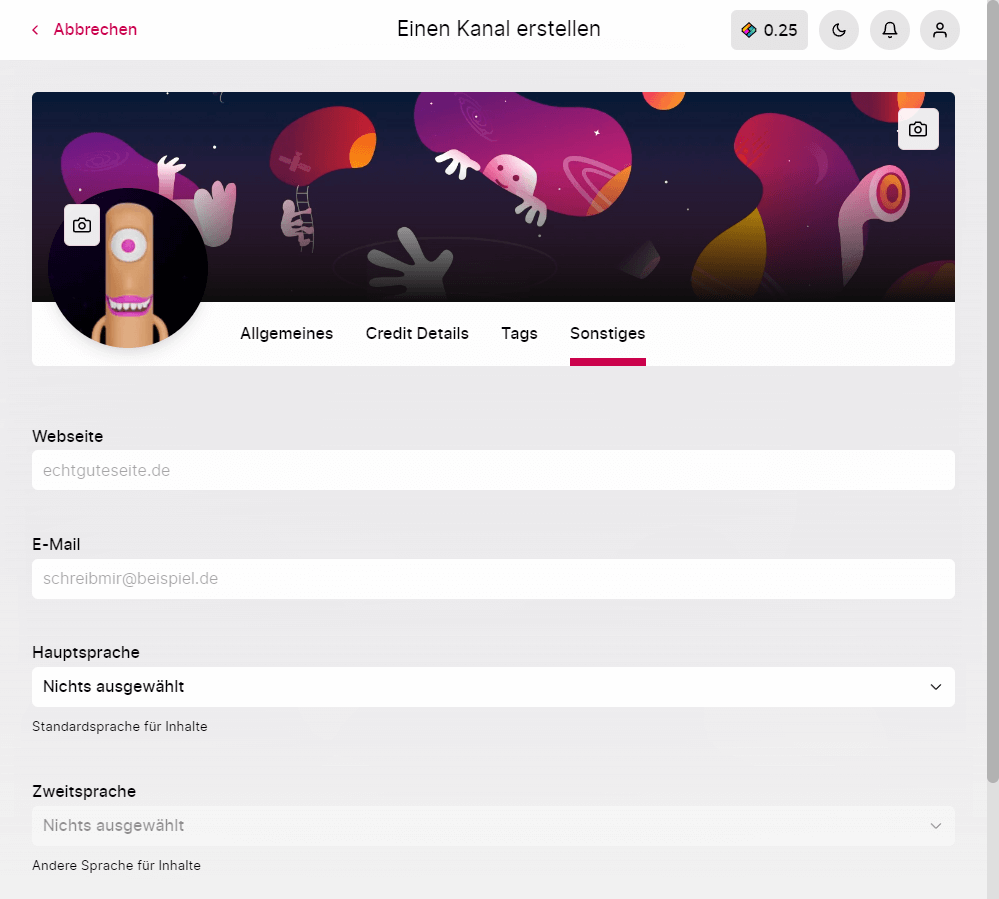 Abbrechen
Einen Kanal erstellen
0.25
Allgemeines
Credit Details
Tags
Sonstiges
Webseite
echtguteseite.de
E-Mail
schreibmir@beispiel.de
Hauptsprache
Nichts ausgewählt
Standardsprache für Inhalte
Zweitsprache
Nichts ausgewählt
Andere Sprache für Inhalte